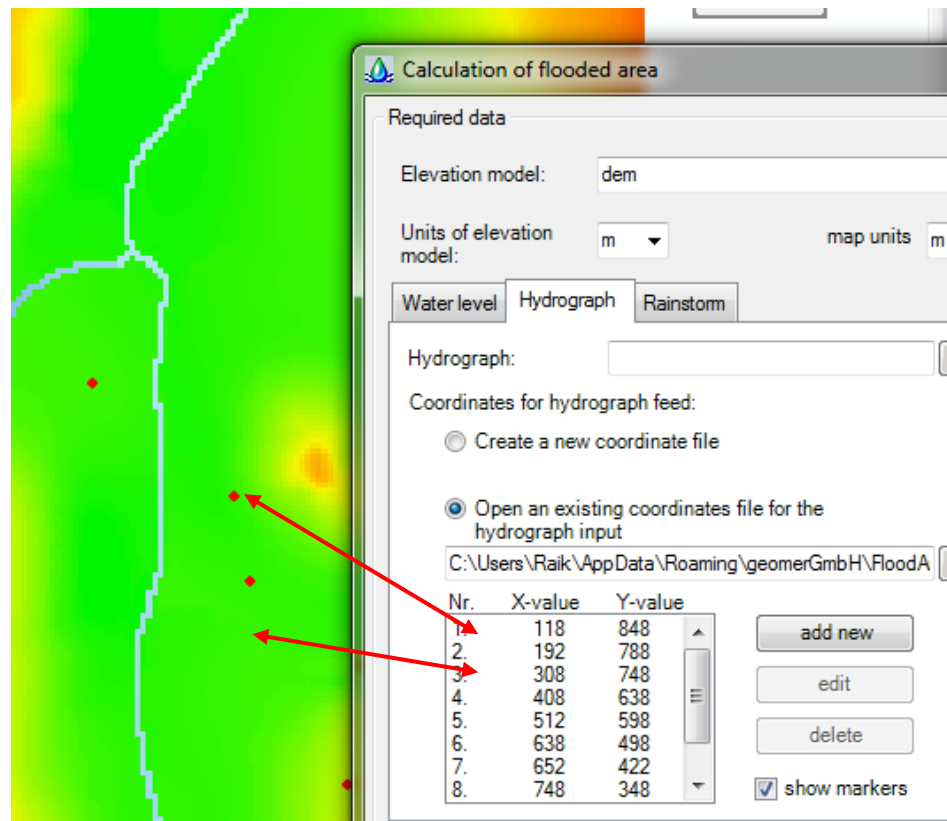 Calculation of flooded area
Required data
Elevation model: dem
Units of elevation model: m map units m
Water level Hydrograph Rainstorm
Hydrograph:
Coordinates for hydrograph feed:
Create a new coordinate file
Open an existing coordinates file for the
hydrograph input
C:\Users\Raik\AppData\Roaming\geomerGmbH\FloodA
Nr. X-value Y-value
1. 118 848
2. 192 788
3. 308 748
4. 408 638
5. 512 598
6. 638 498
7. 652 422
8. 748 348
add new
edit
delete
show markers